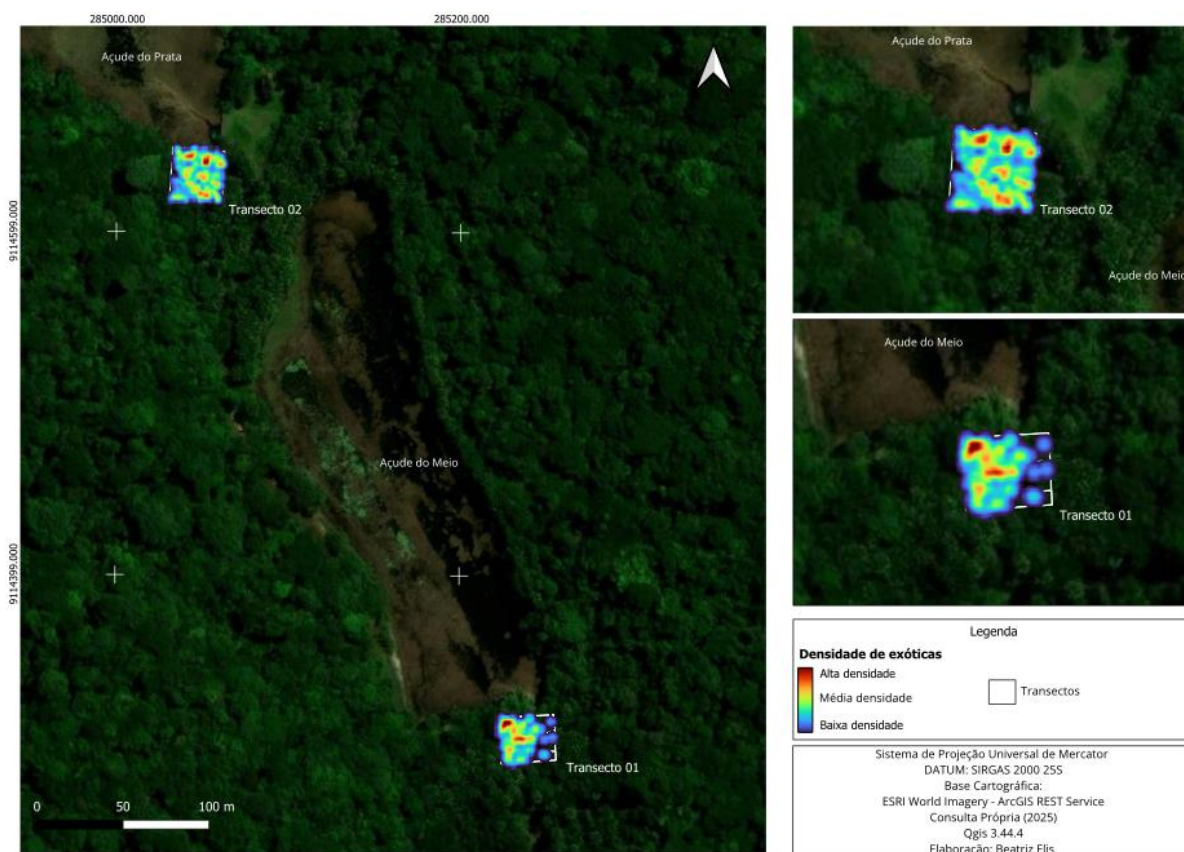 285000.000
285200.000
Açude do Prata
Transecto 02
9114599.000
Açude do Meio
9114399.000
Transecto 01
0
50
100 m
Açude do Prata
Transecto 02
Açude do Meio
Açude do Meio
Transecto 01
Legenda
Densidade de exóticas
Alta densidade
Média densidade
Baixa densidade
Transectos
Sistema de Projeção Universal de Mercator
DATUM: SIRGAS 2000 25S
Base Cartográfica:
ESRI World Imagery - ArcGIS REST Service
Consulta Própria (2025)
Qgis 3.44.4
Elaboração: Beatriz Elis